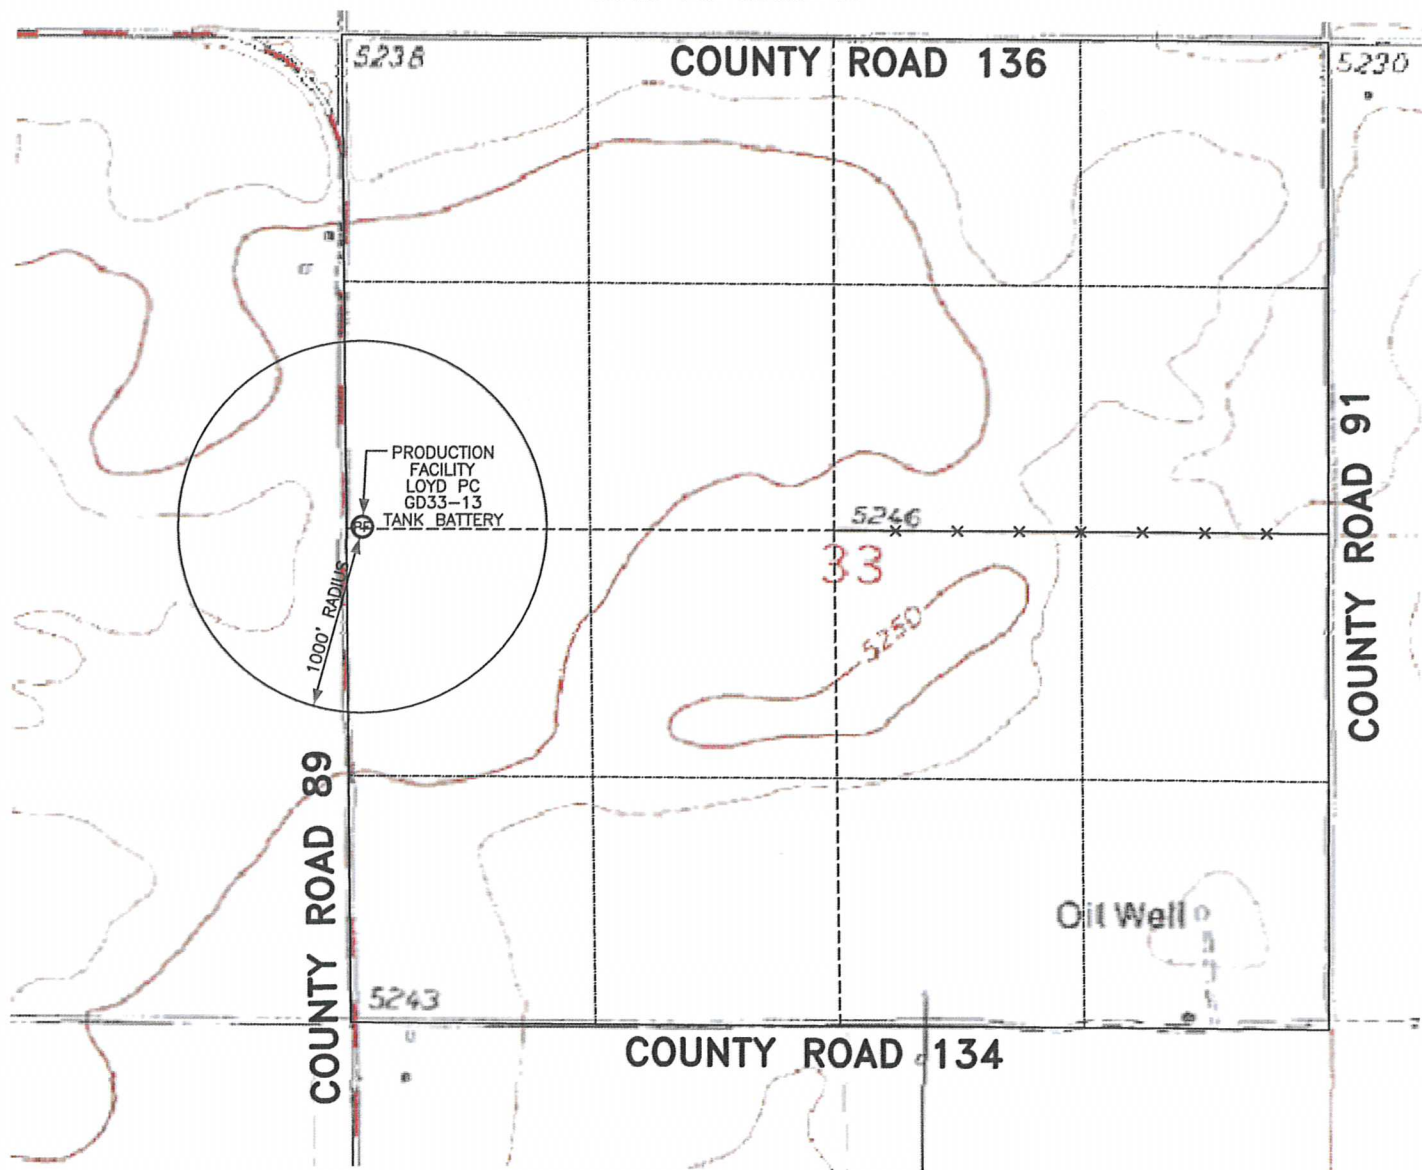 5238
COUNTY ROAD 136
5230
PRODUCTION
FACILITY
LOYD PC
GD33-13
TANK BATTERY
PF
5246
33
1000' RADIUS
5250
COUNTY ROAD 91
COUNTY ROAD 89
Oil Well
5243
COUNTY ROAD 134